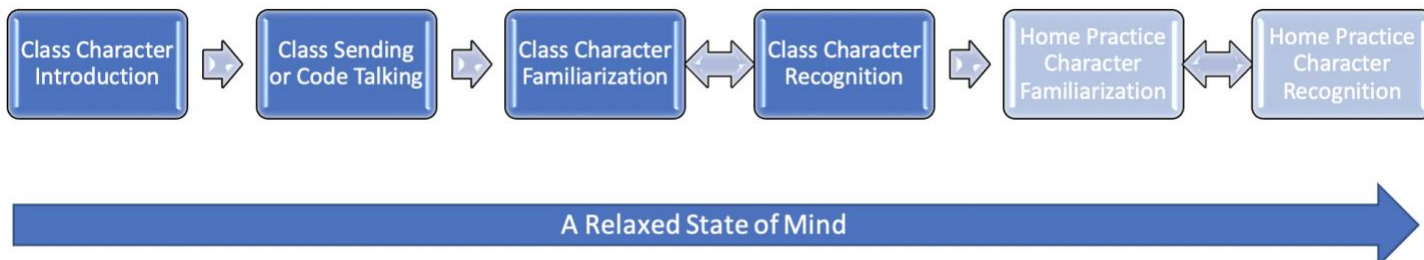 Class Character
Introduction
Class Sending
or Code Talking
Class Character
Familiarization
Class Character
Recognition
Home Practice
Character
Familiarization
Home Practice
Character
Recognition
A Relaxed State of Mind